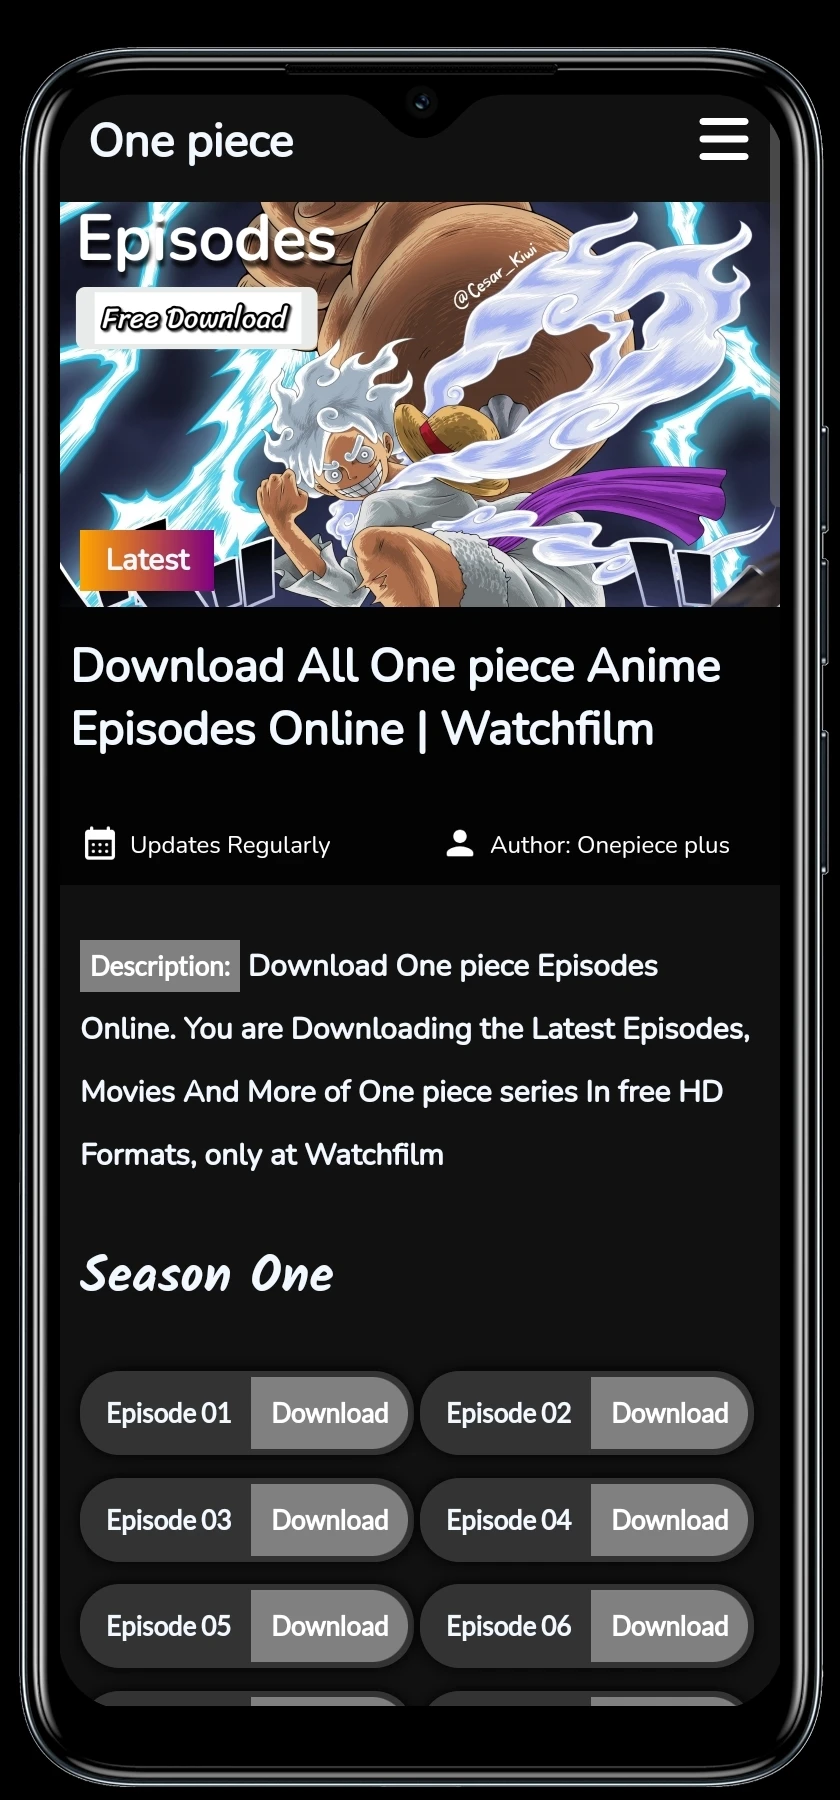 One piece
Episodes
@Cesar_Kiwi
Free Download
Latest
Download All One piece Anime
Episodes Online | Watchfilm
Updates Regularly
Author: Onepiece plus
Description: Download One piece Episodes
Online. You are Downloading the Latest Episodes,
Movies And More of One piece series In free HD
Formats, only at Watchfilm
Season One
Episode 01 Download
Episode 02 Download
Episode 03 Download
Episode 04 Download
Episode 05 Download
Episode 06 Download